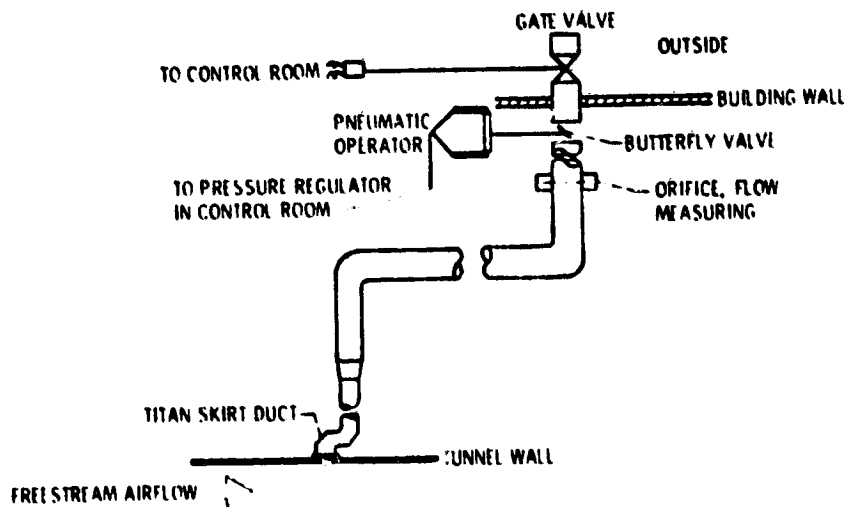 GATE VALVE
OUTSIDE
TO CONTROL ROOM
BUILDING WALL
PNEUMATIC
OPERATOR
BUTTERFLY VALVE
TO PRESSURE REGULATOR
IN CONTROL ROOM
ORIFICE, FLOW
MEASURING
TITAN SKIRT DUCT
TUNNEL WALL
FREESTREAM AIRFLOW